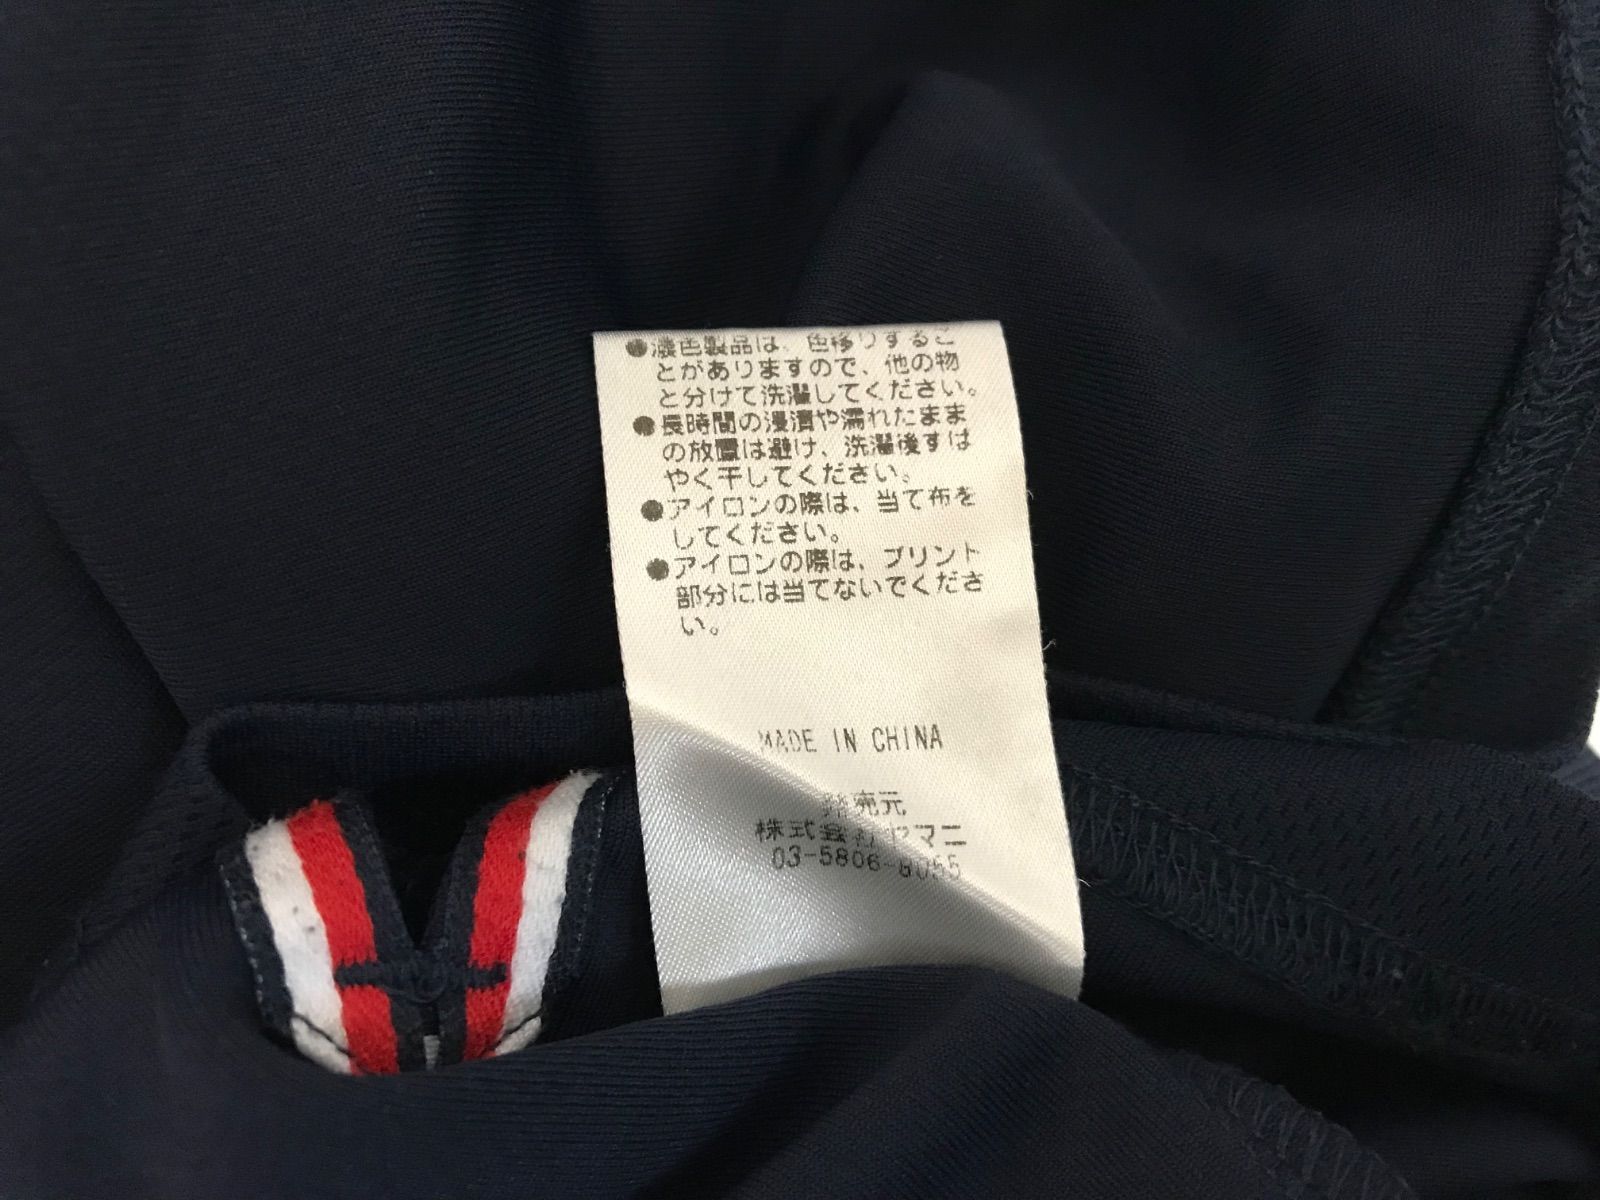 ●濃色製品は、色移りするこ
とがありますので、他の物
と分けて洗濯してください。
●長時間の浸漬や濡れたまま
の放置は避け、洗濯後すは
やく干してください。
●アイロンの際は、当て布を
してください。
●アイロンの際は、プリント
部分には当てないでくださ
い。
MADE IN CHINA
発売元
株式会社ヤマニ
03-5806-8055